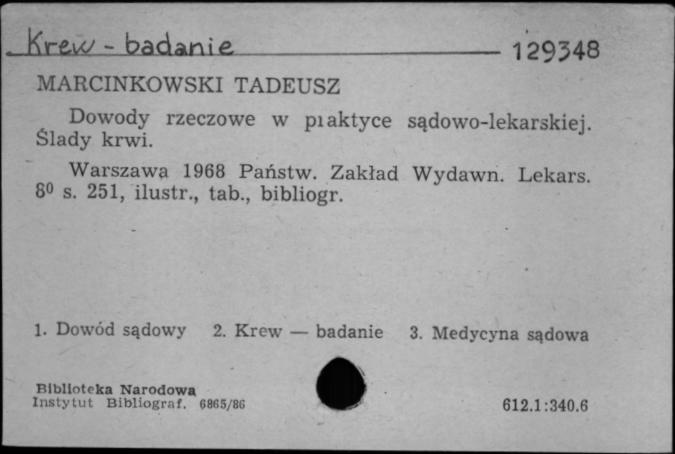 Krew - badanie 129348
MARCINKOWSKI TADEUSZ
Dowody rzeczowe w praktyce sądowo-lekarskiej.
Ślady krwi.
Warszawa 1968 Państw. Zakład Wydawn. Lekars.
8º s. 251, ilustr., tab., bibliogr.
1. Dowód sądowy 2. Krew — badanie 3. Medycyna sądowa
Biblioteka Narodowa
Instytut Bibliograf. 6865/86 612.1:340.6